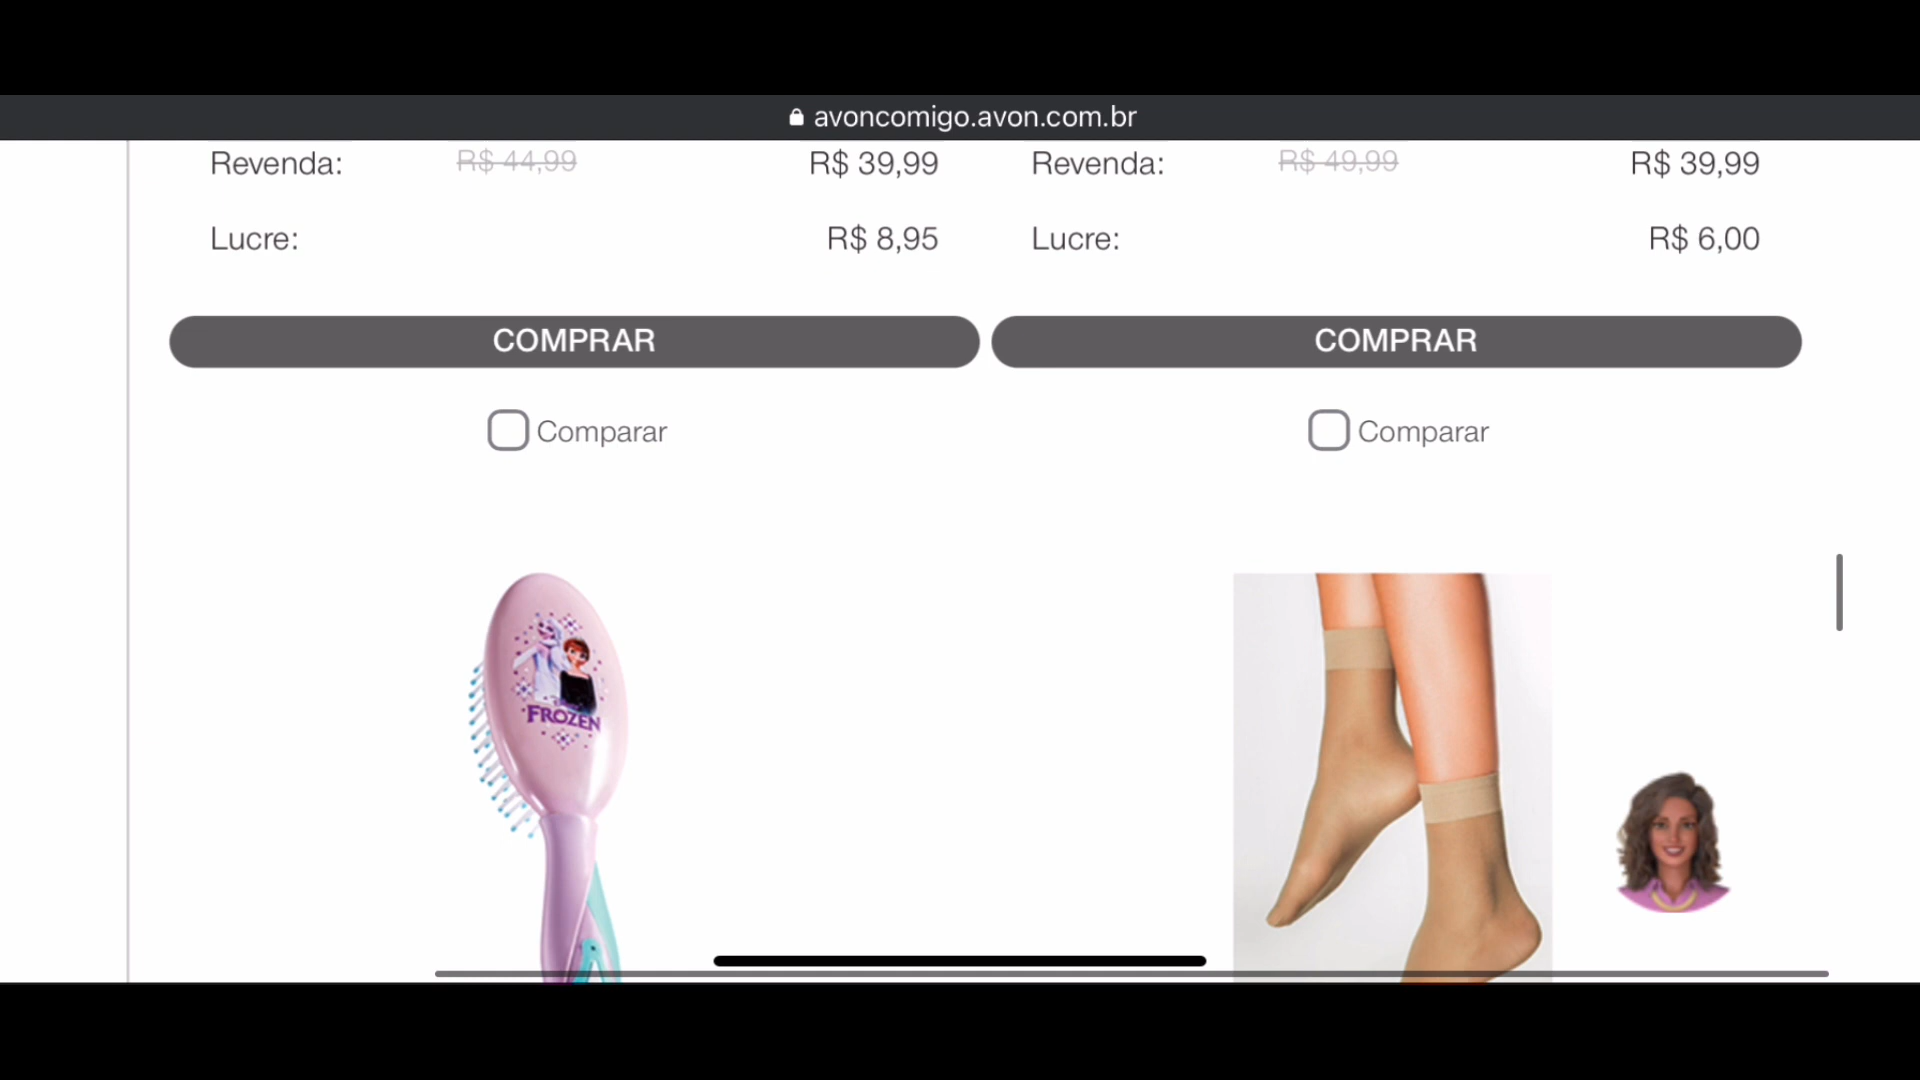 avoncomigo.avon.com.br
Revenda: R$ 44,99 R$ 39,99 Revenda: R$ 49,99 R$ 39,99
Lucre: R$ 8,95 Lucre: R$ 6,00
COMPRAR COMPRAR
Comparar Comparar
FROZEN